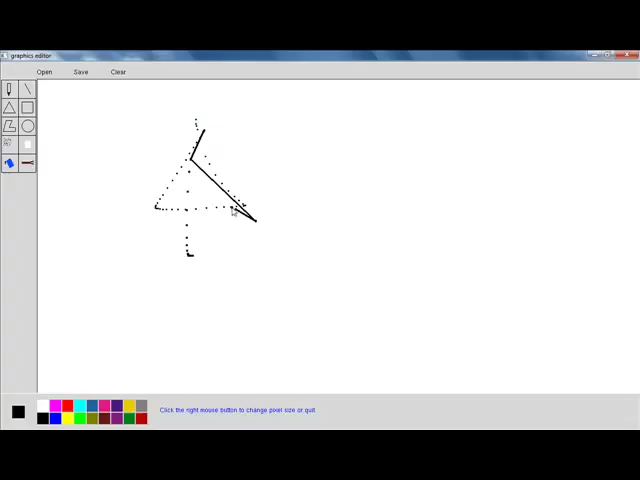 graphics editor
Open Save Clear
Click the right mouse button to change pixel size or quit